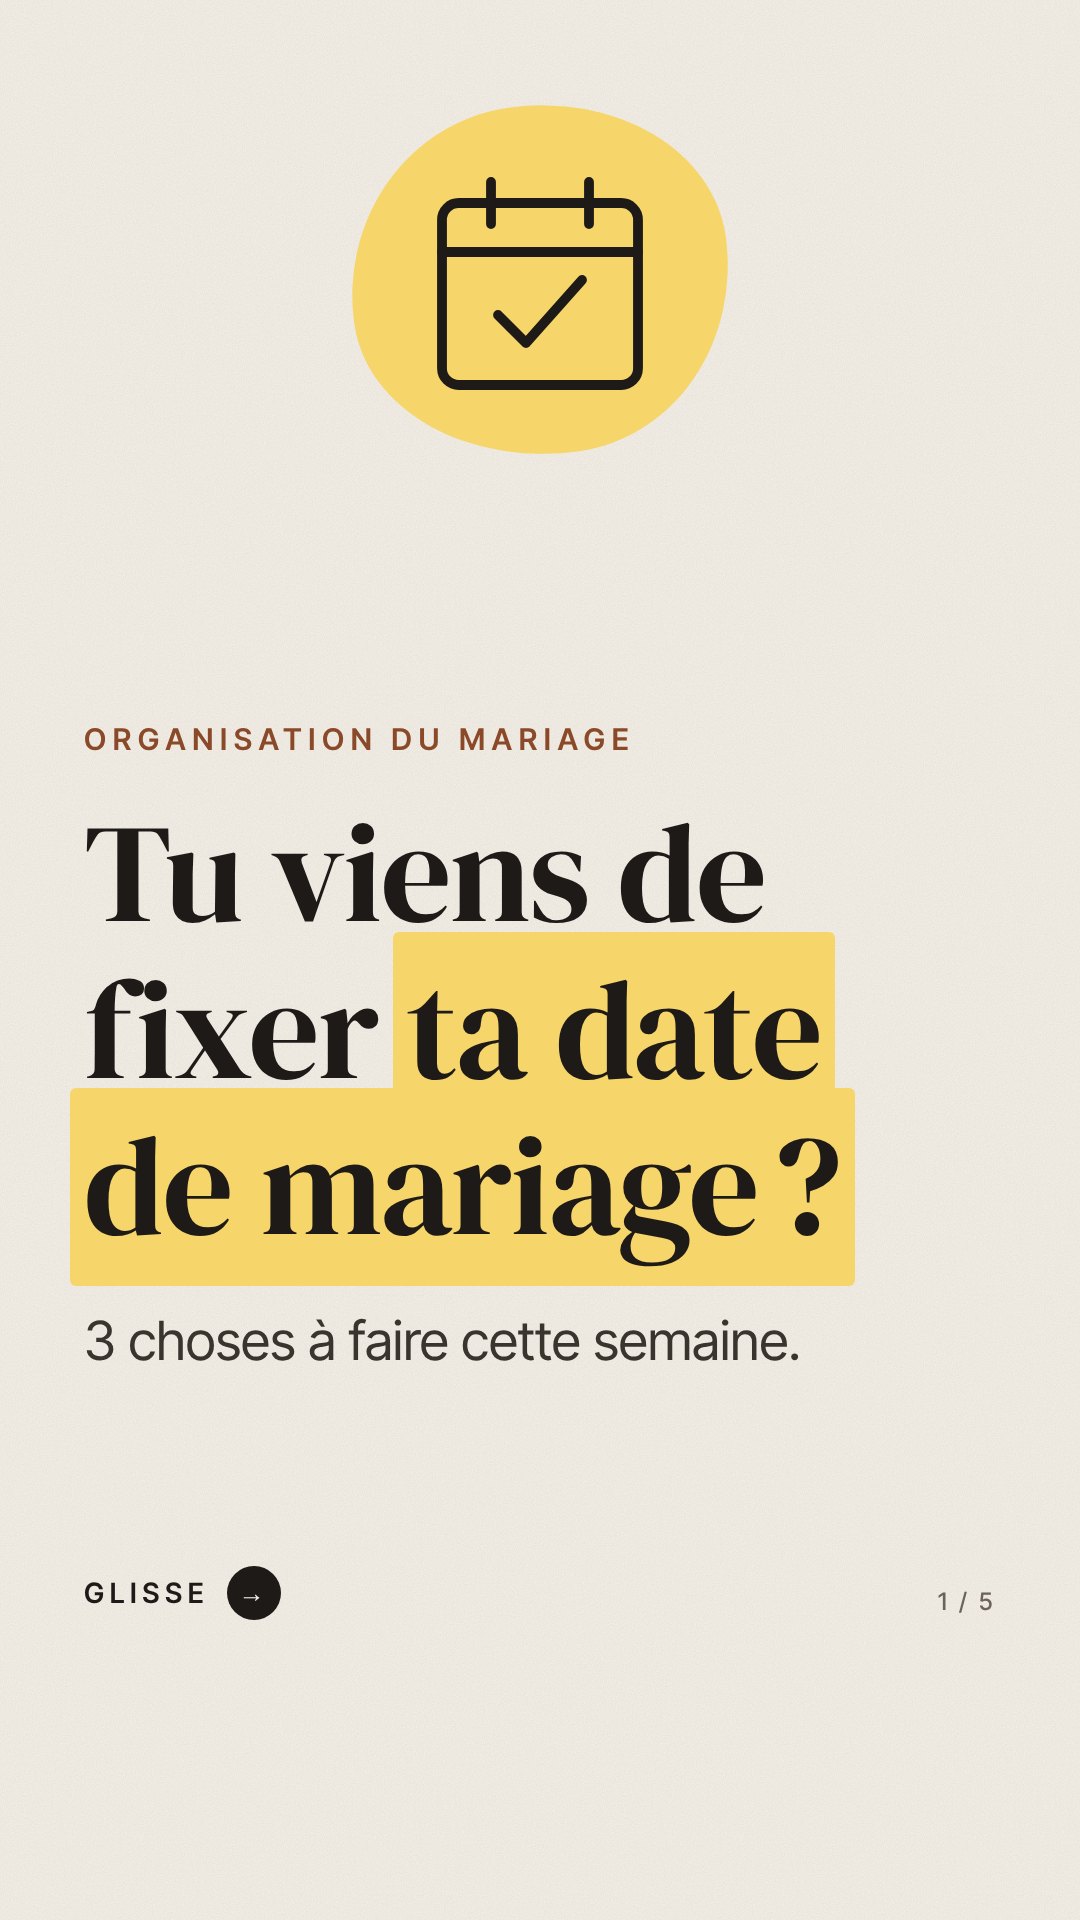 ORGANISATION DU MARIAGE
Tu viens de
fixer ta date
de mariage ?
3 choses à faire cette semaine.
GLISSE →
1 / 5